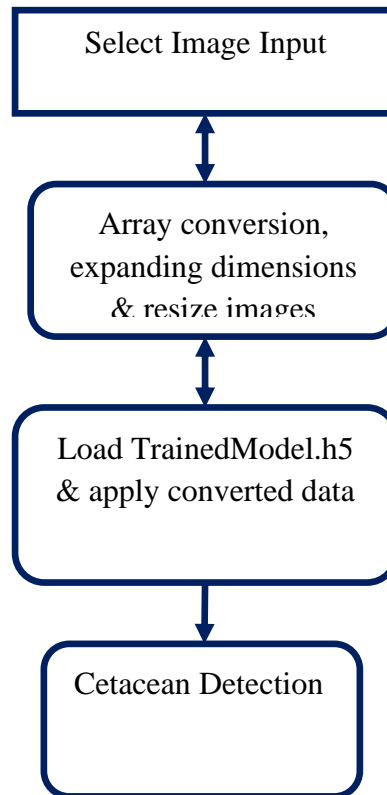 Select Image Input
Array conversion,
expanding dimensions
& resize images
Load TrainedModel.h5
& apply converted data
Cetacean Detection